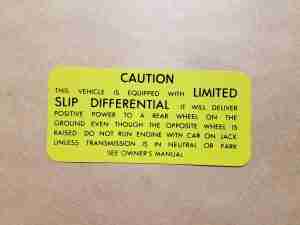 CAUTION
THIS VEHICLE IS EQUIPPED WITH LIMITED
SLIP DIFFERENTIAL. IT WILL DELIVER
POSITIVE POWER TO A REAR WHEEL ON THE
GROUND EVEN THOUGH THE OPPOSITE WHEEL IS
RAISED. DO NOT RUN ENGINE WITH CAR ON JACK
UNLESS TRANSMISSION IS IN NEUTRAL OR PARK
SEE OWNER'S MANUAL